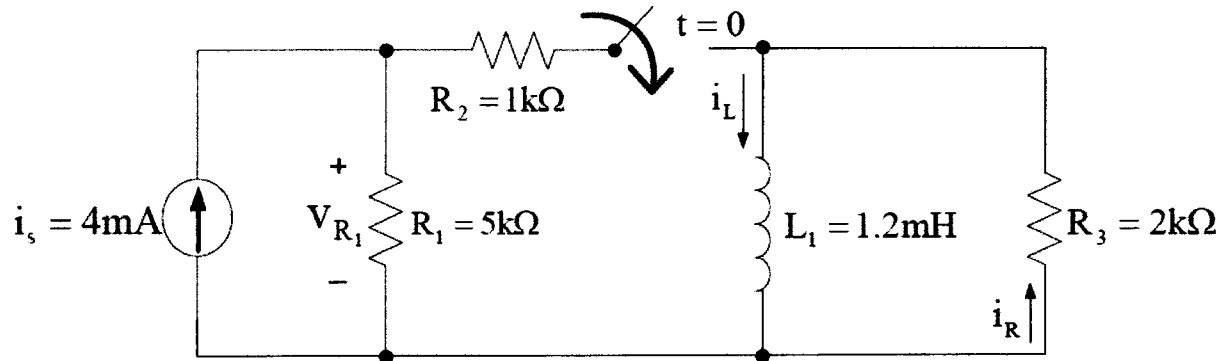 t = 0
R₂ = 1kΩ
i_L
i_s = 4mA
+
V_R₁
−
R₁ = 5kΩ
L₁ = 1.2mH
R₃ = 2kΩ
i_R